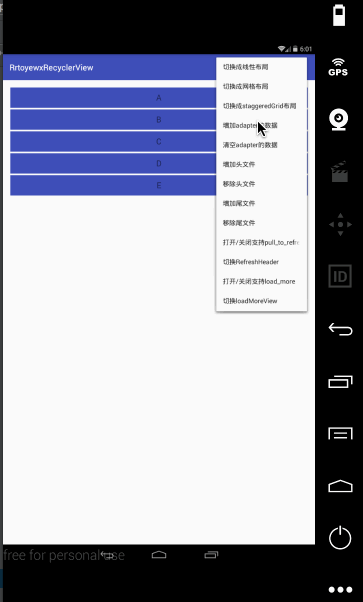 6:01
RrtoyewxRecyclerView
切换成线性布局
切换成网格布局
切换成staggeredGrid布局
增加adapter的数据
清空adapter的数据
增加头文件
移除头文件
增加尾文件
移除尾文件
打开/关闭支持pull_to_refr
切换RefreshHeader
打开/关闭支持load_more
切换loadMoreView
A
B
C
D
E
free for personal use
GPS
ID